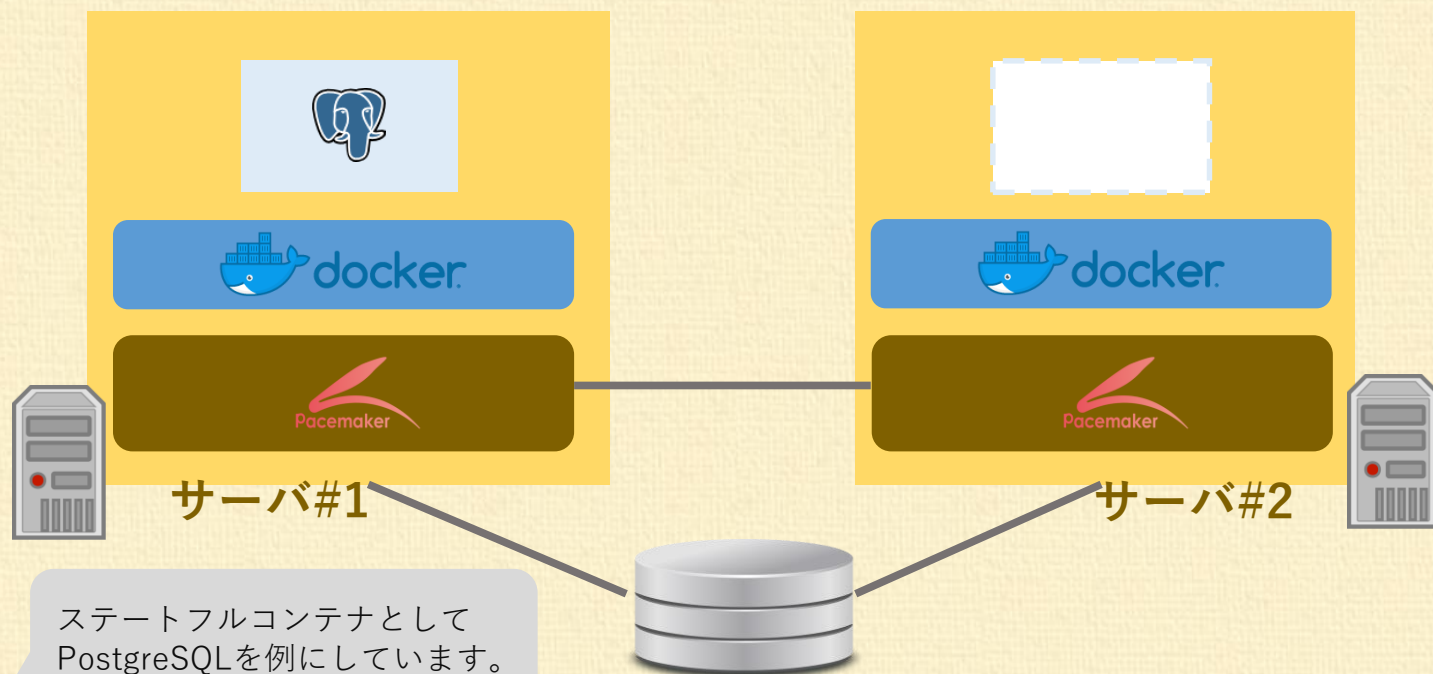 docker
docker
Pacemaker
Pacemaker
サーバ#1
サーバ#2
ステートフルコンテナとして
PostgreSQLを例にしています。